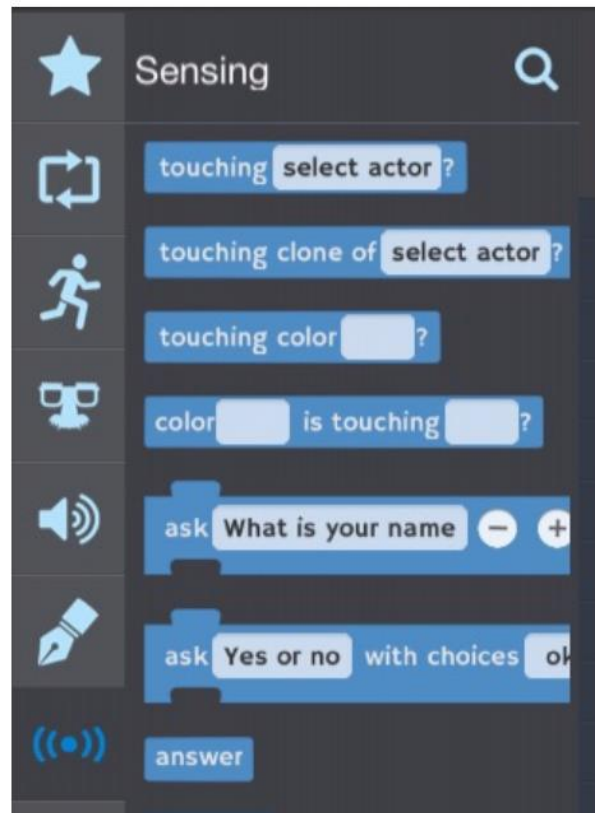 Sensing
touching select actor ?
touching clone of select actor ?
touching color ?
color is touching ?
ask What is your name - +
ask Yes or no with choices
answer